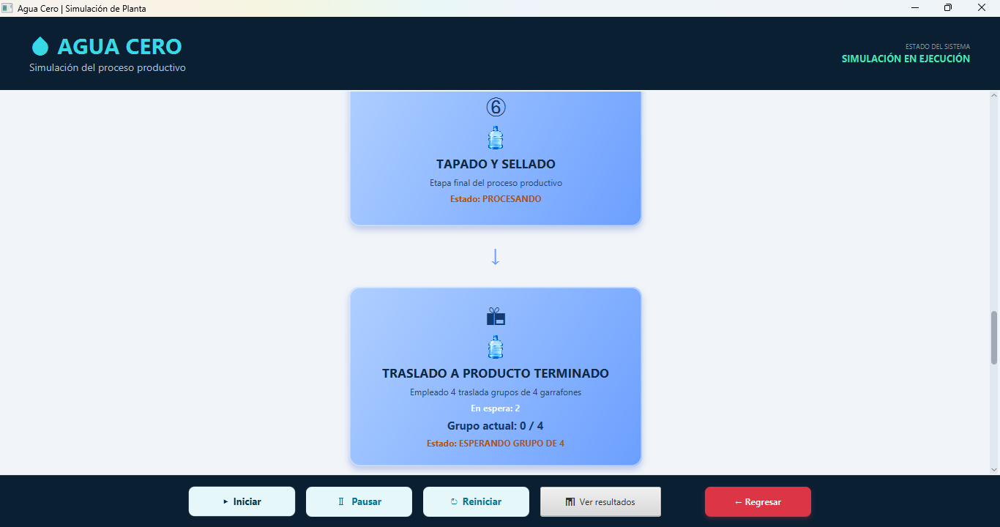 Agua Cero | Simulación de Planta
AGUA CERO
Simulación del proceso productivo
ESTADO DEL SISTEMA
SIMULACIÓN EN EJECUCIÓN
⑥
TAPADO Y SELLADO
Etapa final del proceso productivo
Estado: PROCESANDO
↓
TRASLADO A PRODUCTO TERMINADO
Empleado 4 traslada grupos de 4 garrafones
En espera: 2
Grupo actual: 0 / 4
Estado: ESPERANDO GRUPO DE 4
Iniciar
Pausar
Reiniciar
Ver resultados
← Regresar